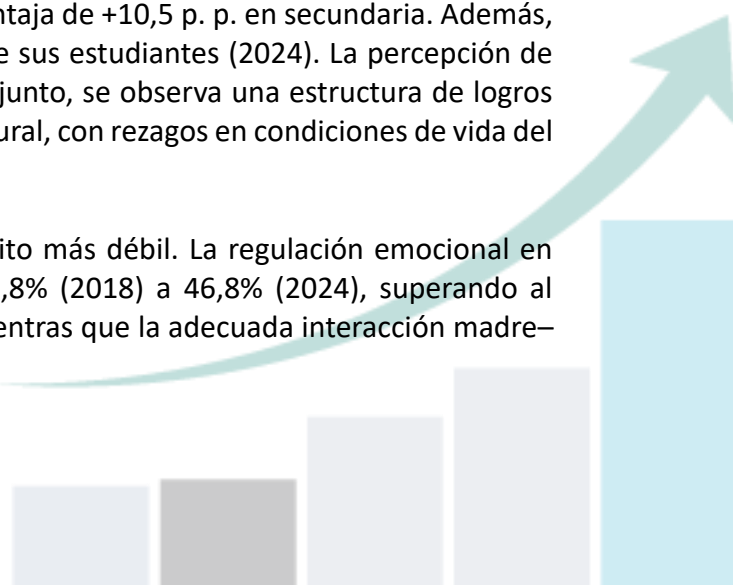 ntaja de +10,5 p. p. en secundaria. Además,
e sus estudiantes (2024). La percepción de
junto, se observa una estructura de logros
ural, con rezagos en condiciones de vida del
ito más débil. La regulación emocional en
,8% (2018) a 46,8% (2024), superando al
entras que la adecuada interacción madre–